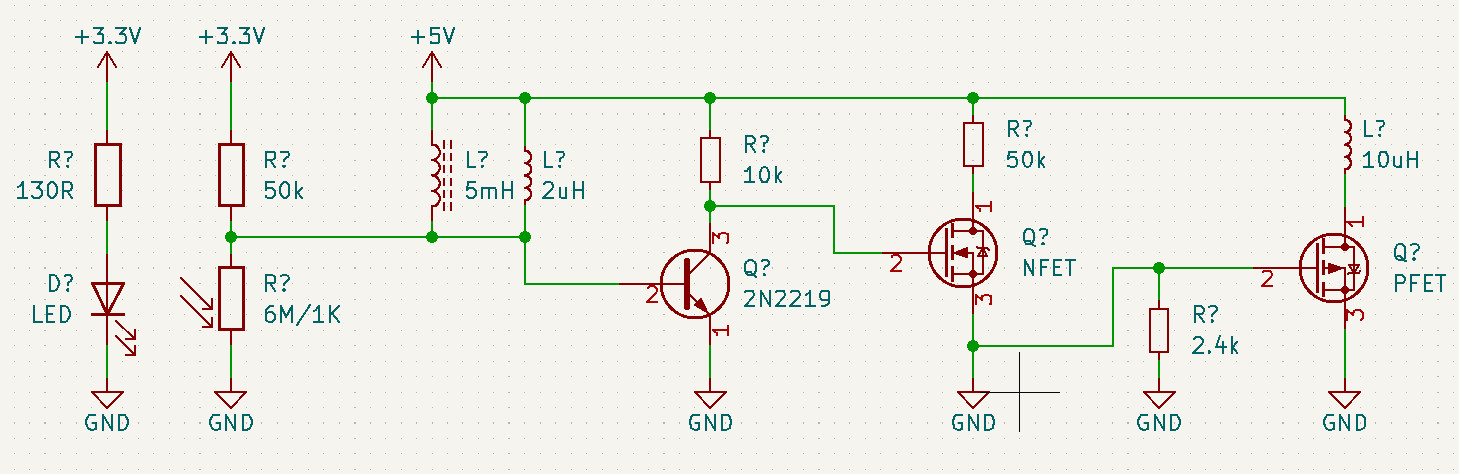 +3.3V
+3.3V
+5V
R?
130R
R?
50k
L?
5mH
L?
2uH
R?
10k
R?
50k
L?
10uH
D?
LED
R?
6M/1K
3
2
1
Q?
2N2219
1
2
3
Q?
NFET
R?
2.4k
1
2
3
Q?
PFET
GND
GND
GND
GND
GND
GND